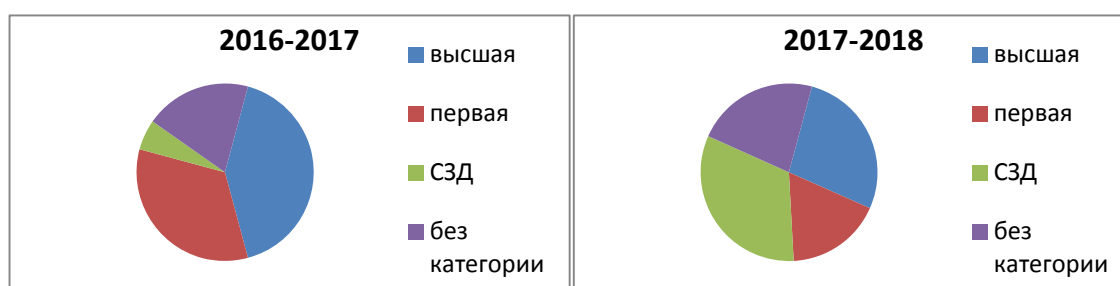 2016-2017
высшая
первая
СЗД
без
категории
2017-2018
высшая
первая
СЗД
без
категории